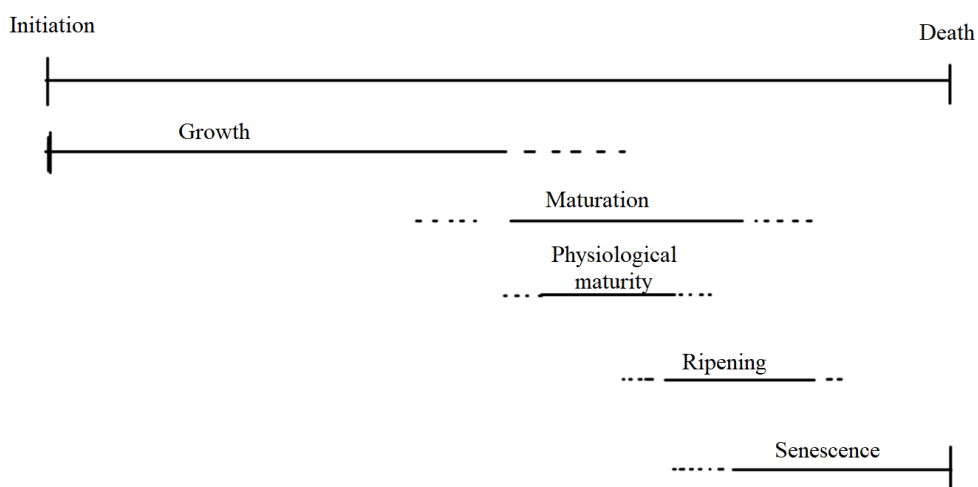 Initiation
Death
Growth
Maturation
Physiological
maturity
Ripening
Senescence